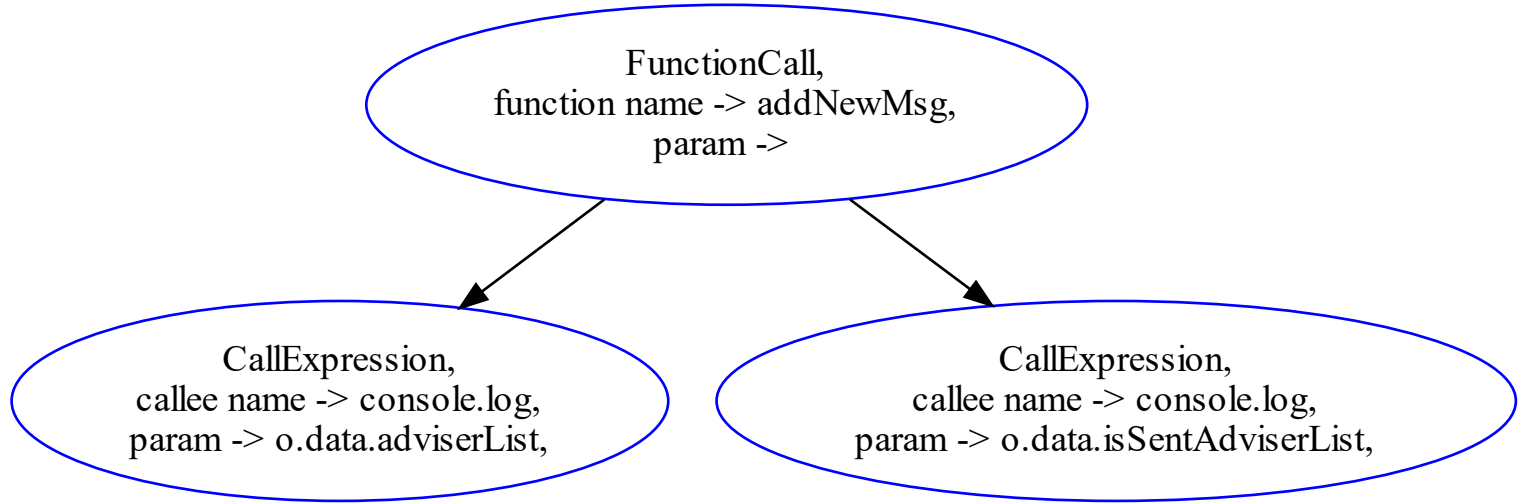 FunctionCall,
function name -> addNewMsg,
param ->
CallExpression,
callee name -> console.log,
param -> o.data.adviserList,
CallExpression,
callee name -> console.log,
param -> o.data.isSentAdviserList,